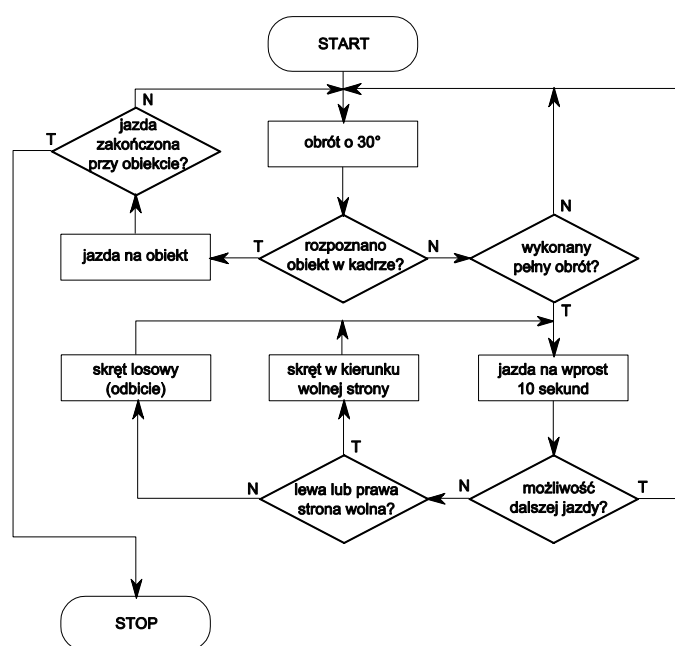 START
N
jazda
zakończona
przy obiekcie?
T
obrót o 30°
jazda na obiekt
T
rozpoznano
obiekt w kadrze?
N
wykonany
pełny obrót?
N
T
skręt losowy
(odbicie)
skręt w kierunku
wolnej strony
jazda na wprost
10 sekund
T
N
lewa lub prawa
strona wolna?
N
możliwość
dalszej jazdy?
T
STOP